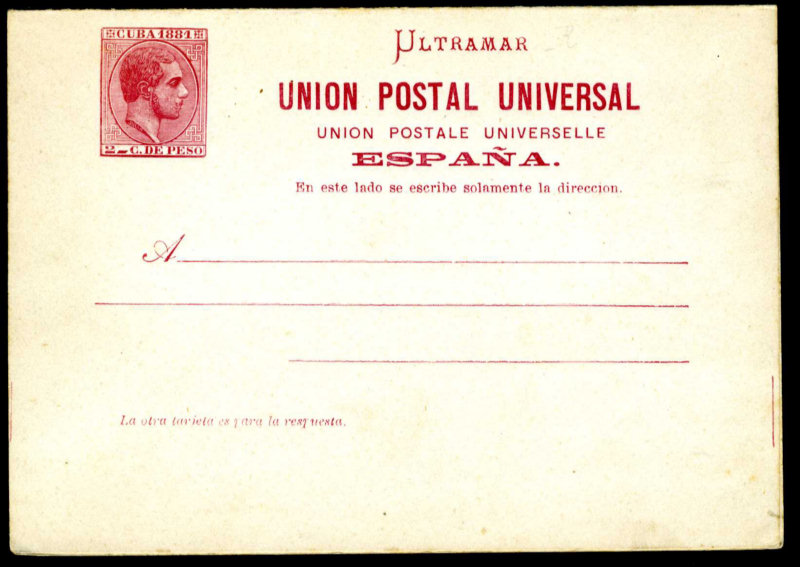 CUBA 1881
2 C. DE PESO
ULTRAMAR
UNION POSTAL UNIVERSAL
UNION POSTALE UNIVERSELLE
ESPAÑA.
En este lado se escribe solamente la direccion.
A
La otra tarjeta es para la respuesta.